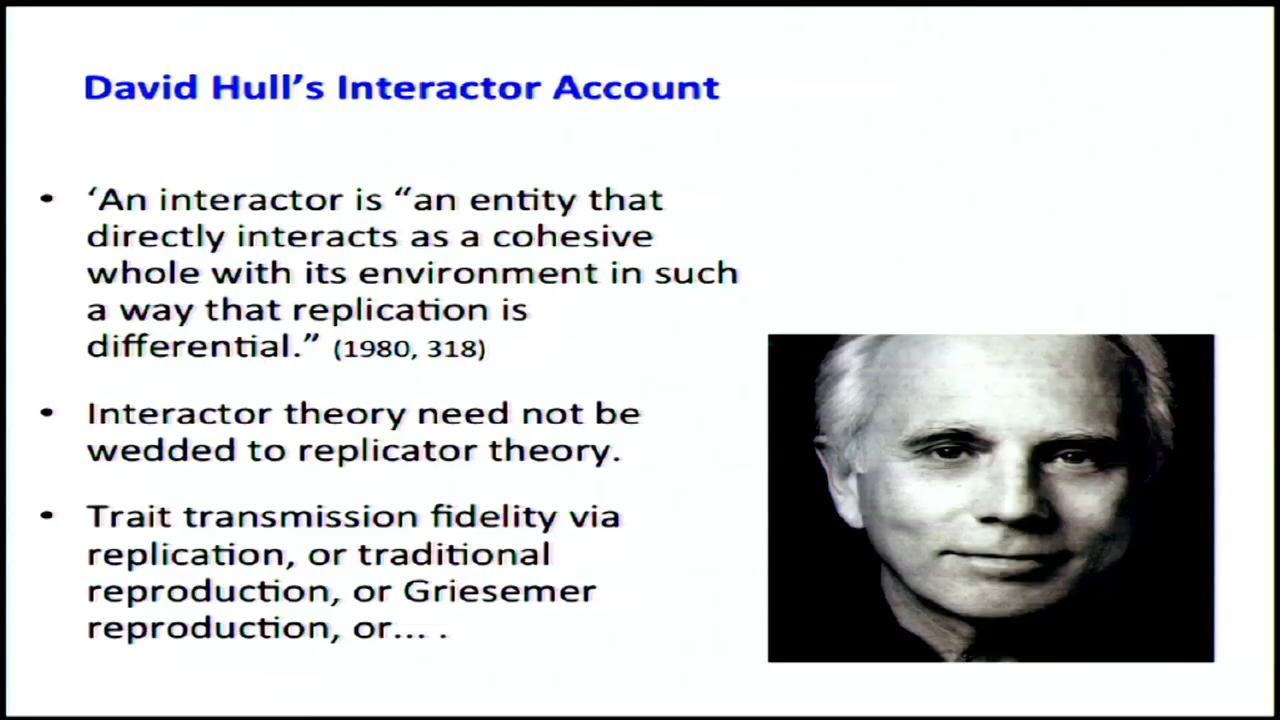 David Hull’s Interactor Account
• ‘An interactor is “an entity that
directly interacts as a cohesive
whole with its environment in such
a way that replication is
differential.” (1980, 318)
• Interactor theory need not be
wedded to replicator theory.
• Trait transmission fidelity via
replication, or traditional
reproduction, or Griesemer
reproduction, or... .